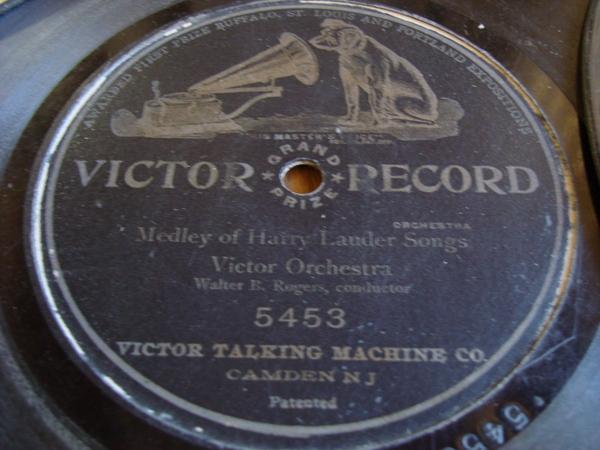 AWARDED FIRST PRIZE BUFFALO, ST. LOUIS AND PORTLAND EXPOSITIONS
HIS MASTER'S VOICE
GRAND PRIZE
VICTOR RECORD
ORCHESTRA
Medley of Harry Lauder Songs
Victor Orchestra
Walter B. Rogers, conductor
5453
VICTOR TALKING MACHINE CO.
CAMDEN N J
Patented